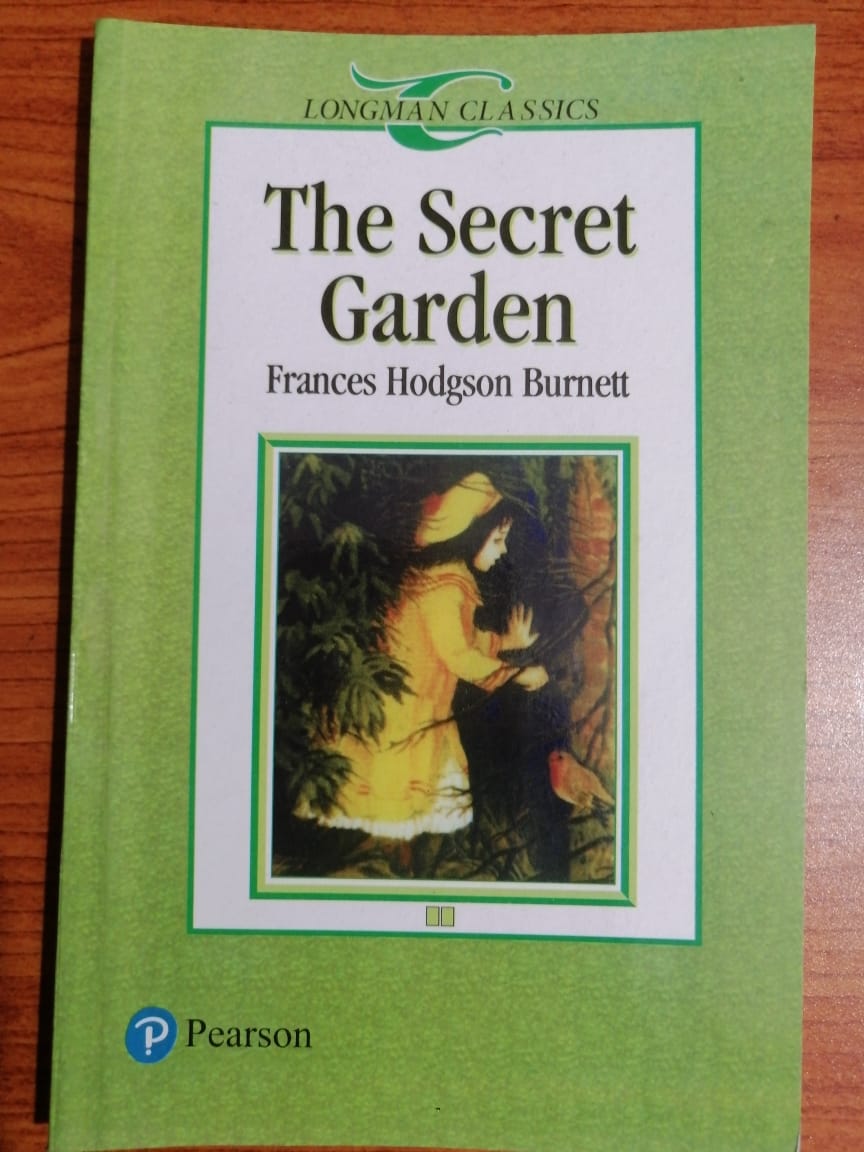 LONGMAN CLASSICS
The Secret
Garden
Frances Hodgson Burnett
Pearson